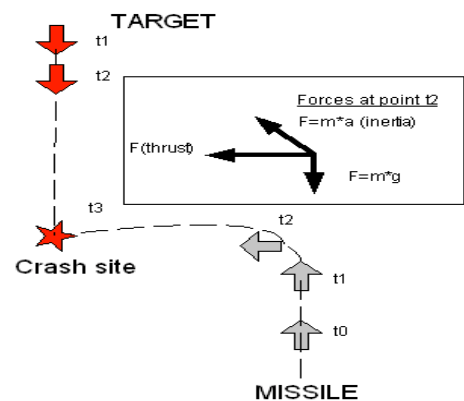 TARGET
t1
t2
Forces at point t2
F=m*a (inertia)
F(thrust)
F=m*g
t3
t2
Crash site
t1
t0
MISSILE